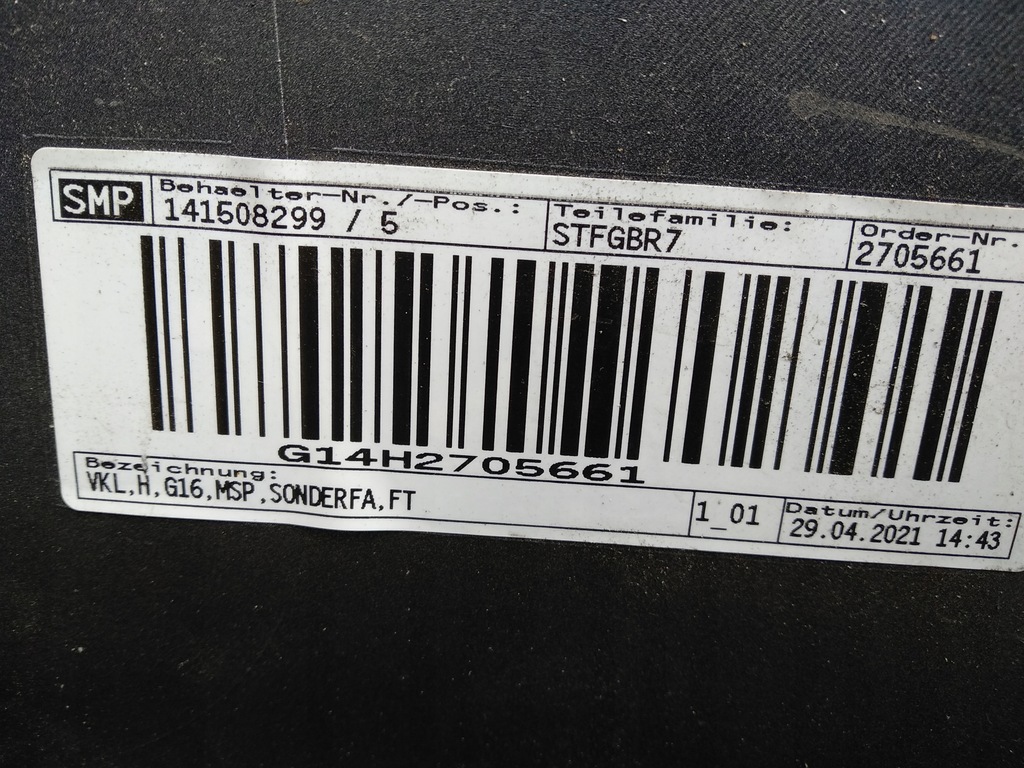 SMP
Behaelter-Nr./-Pos.:
141508299 / 5
Teilefamilie:
STFGBR7
Order-Nr.
2705661
G14H2705661
Bezeichnung:
VKL,H,G16,MSP,SONDERFA,FT
1_01
Datum/Uhrzeit:
29.04.2021 14:43